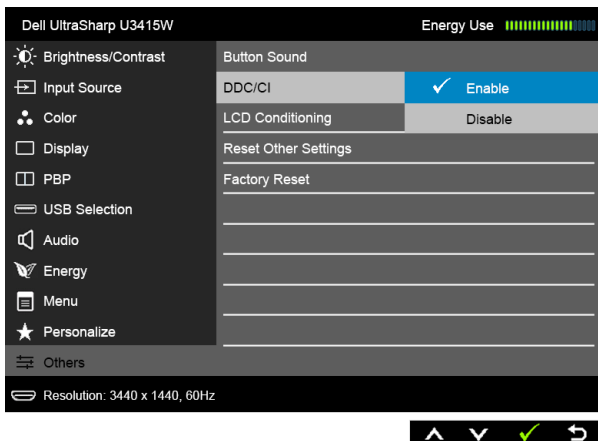 Dell UltraSharp U3415W
Energy Use
Brightness/Contrast
Button Sound
Input Source
DDC/CI
Enable
Color
LCD Conditioning
Disable
Display
Reset Other Settings
PBP
Factory Reset
USB Selection
Audio
Energy
Menu
Personalize
Others
Resolution: 3440 x 1440, 60Hz